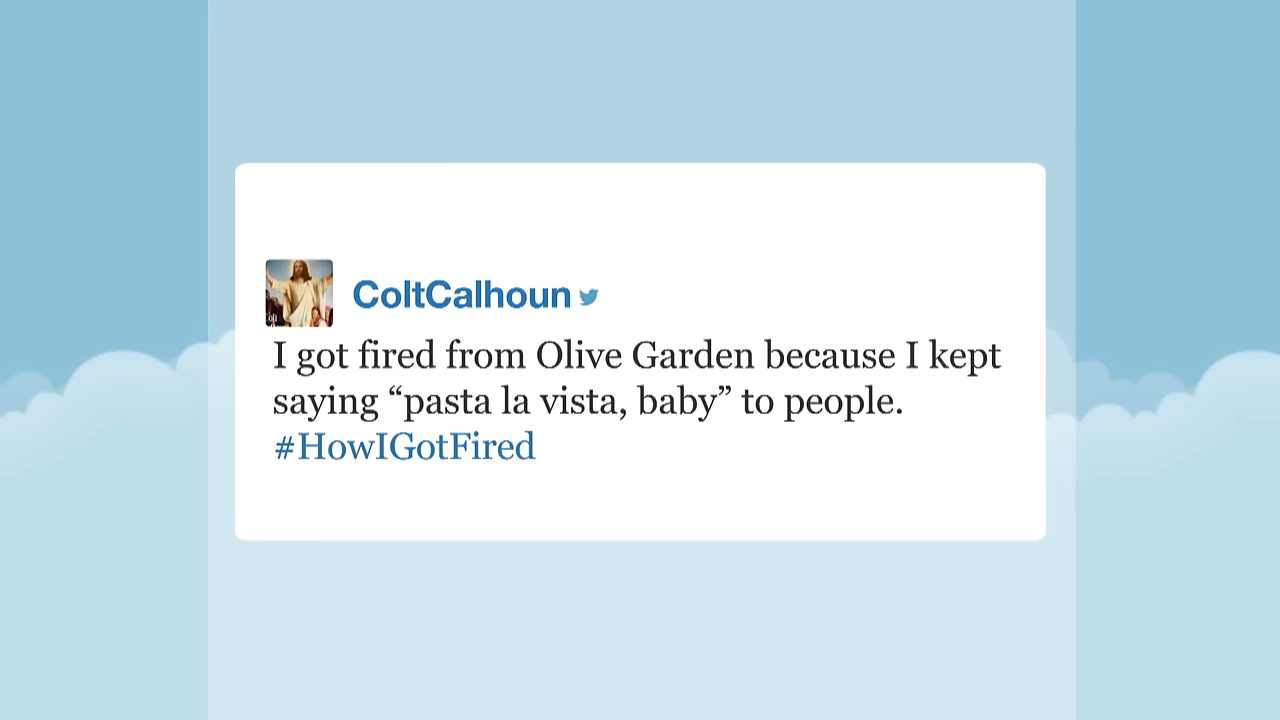 ColtCalhoun
I got fired from Olive Garden because I kept
saying “pasta la vista, baby” to people.
#HowIGotFired